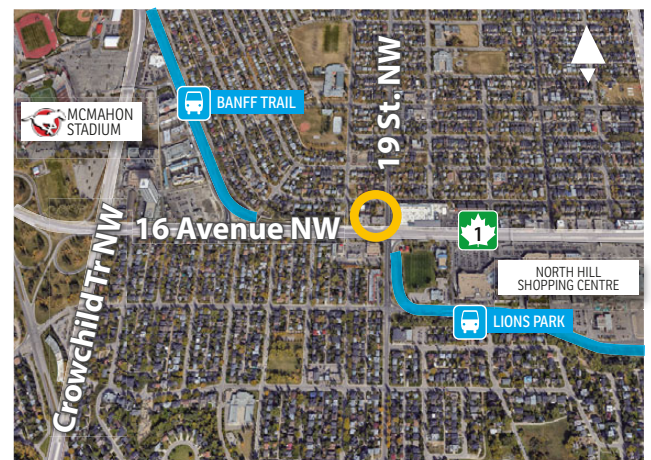 MCMAHON
STADIUM
BANFF TRAIL
19 St. NW
16 Avenue NW
1
Crowchild Tr NW
NORTH HILL
SHOPPING CENTRE
LIONS PARK